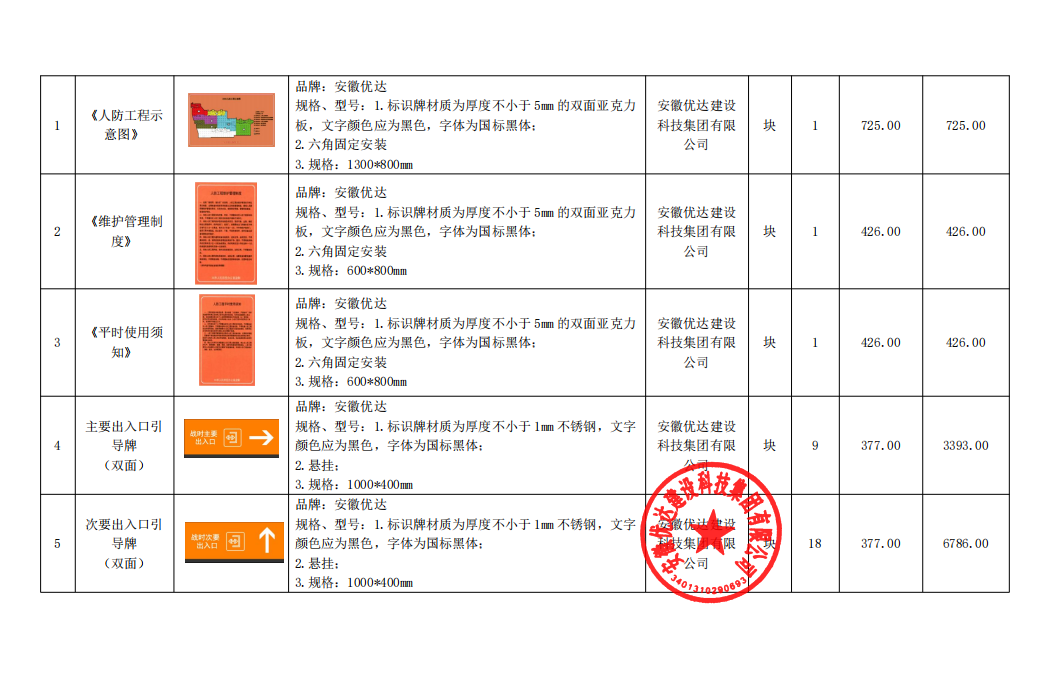 1
《人防工程示
意图》
品牌：安徽优达
规格、型号：1.标识牌材质为厚度不小于5mm的双面亚克力
板，文字颜色应为黑色，字体为国标黑体；
2.六角固定安装
3.规格：1300*800mm
安徽优达建设
科技集团有限
公司
块
1
725.00
725.00
2
《维护管理制
度》
品牌：安徽优达
规格、型号：1.标识牌材质为厚度不小于5mm的双面亚克力
板，文字颜色应为黑色，字体为国标黑体；
2.六角固定安装
3.规格：600*800mm
安徽优达建设
科技集团有限
公司
块
1
426.00
426.00
3
《平时使用须
知》
品牌：安徽优达
规格、型号：1.标识牌材质为厚度不小于5mm的双面亚克力
板，文字颜色应为黑色，字体为国标黑体；
2.六角固定安装
3.规格：600*800mm
安徽优达建设
科技集团有限
公司
块
1
426.00
426.00
4
主要出入口引
导牌
（双面）
战时主要
出入口
品牌：安徽优达
规格、型号：1.标识牌材质为厚度不小于1mm不锈钢，文字
颜色应为黑色，字体为国标黑体；
2.悬挂；
3.规格：1000*400mm
安徽优达建设
科技集团有限
公司
块
9
377.00
3393.00
5
次要出入口引
导牌
（双面）
战时次要
出入口
品牌：安徽优达
规格、型号：1.标识牌材质为厚度不小于1mm不锈钢，文字
颜色应为黑色，字体为国标黑体；
2.悬挂；
3.规格：1000*400mm
安徽优达建设
科技集团有限
公司
块
18
377.00
6786.00
安徽优达建设科技集团有限公司
3401310290693